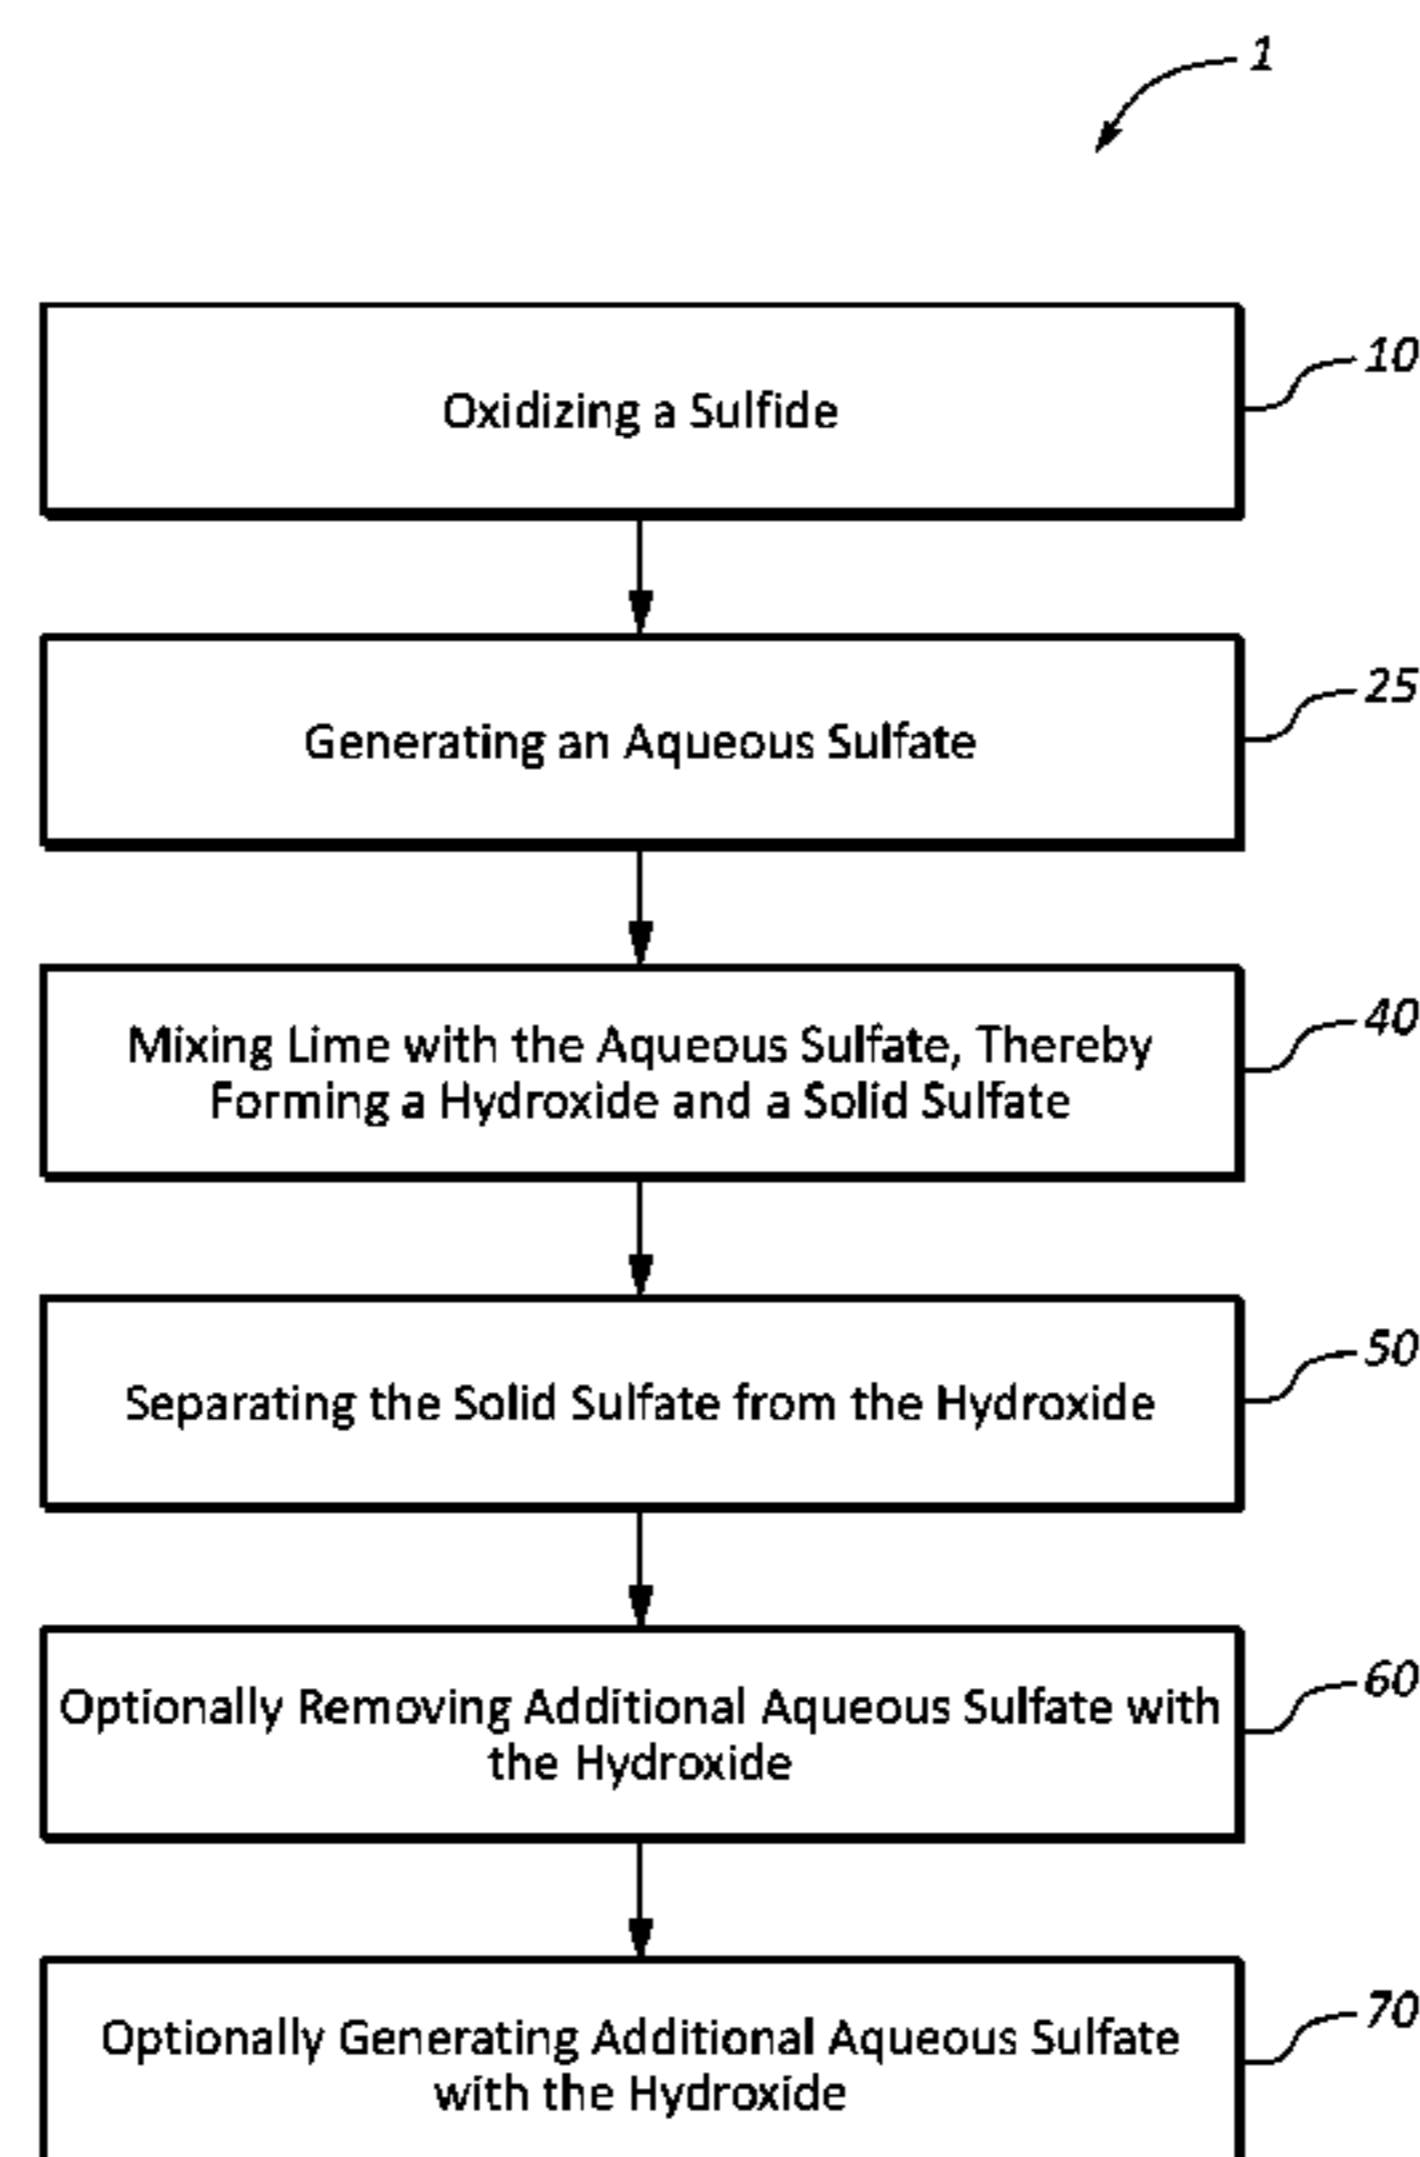 1
Oxidizing a Sulfide
10
Generating an Aqueous Sulfate
25
Mixing Lime with the Aqueous Sulfate, Thereby
Forming a Hydroxide and a Solid Sulfate
40
Separating the Solid Sulfate from the Hydroxide
50
Optionally Removing Additional Aqueous Sulfate with
the Hydroxide
60
Optionally Generating Additional Aqueous Sulfate
with the Hydroxide
70